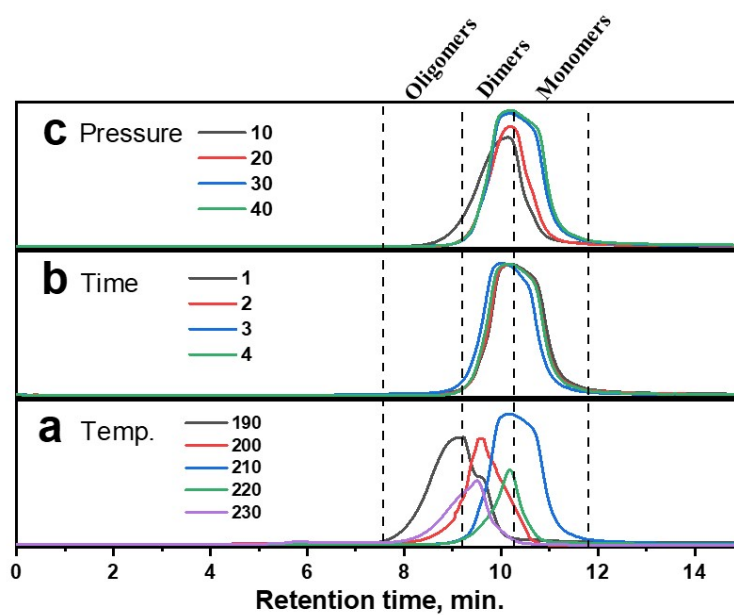 Oligomers
Dimers
Monomers
c Pressure
10
20
30
40
b Time
1
2
3
4
a Temp.
190
200
210
220
230
0 2 4 6 8 10 12 14
Retention time, min.